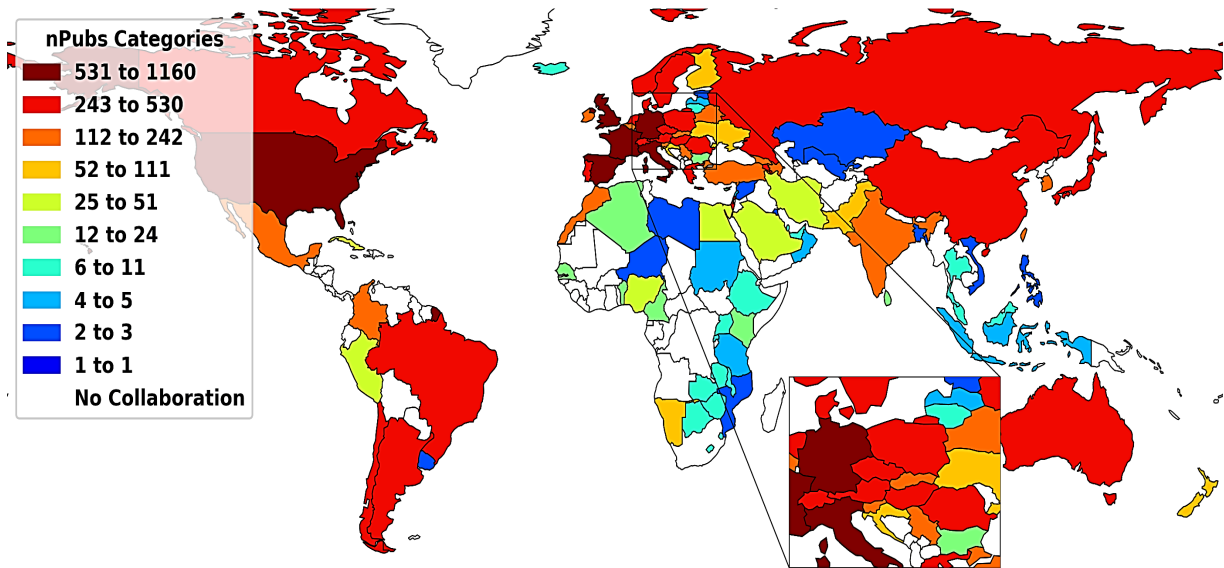 nPubs Categories
531 to 1160
243 to 530
112 to 242
52 to 111
25 to 51
12 to 24
6 to 11
4 to 5
2 to 3
1 to 1
No Collaboration